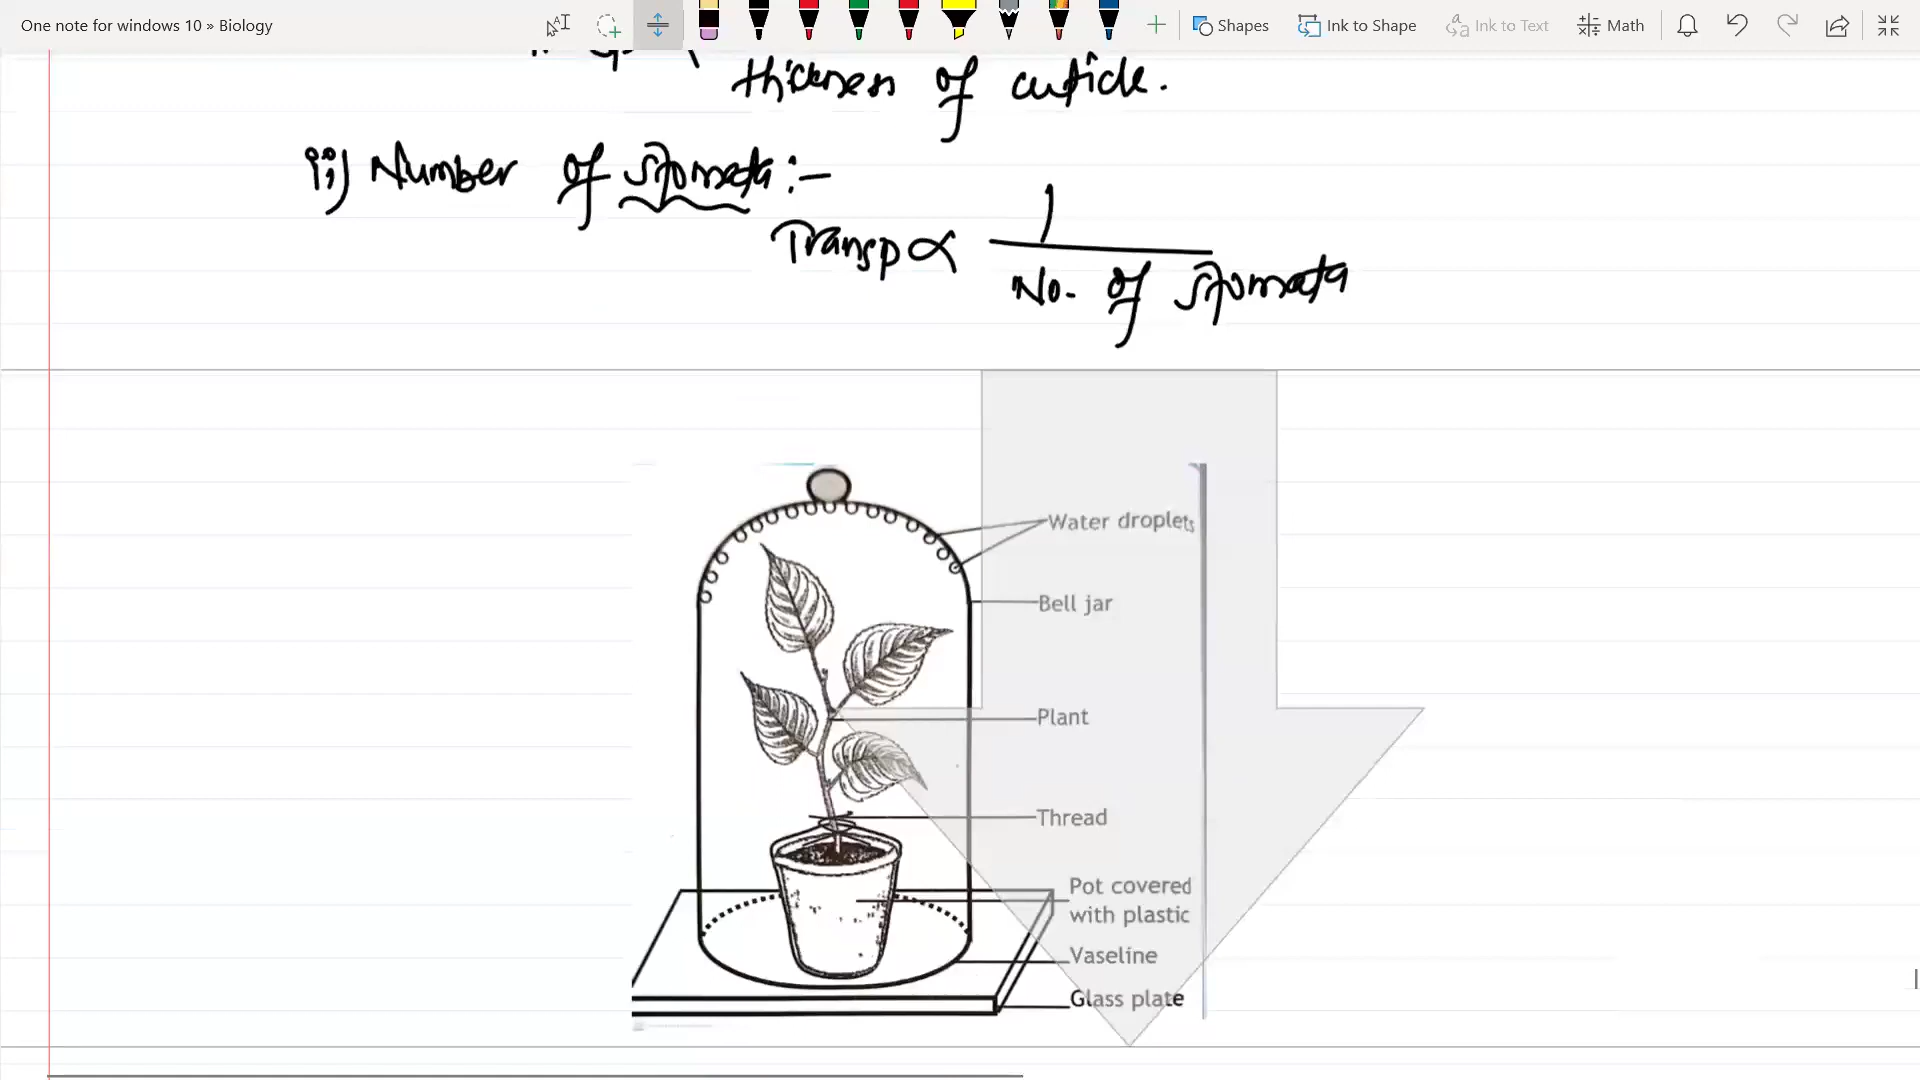 One note for windows 10 » Biology
Shapes
Ink to Shape
Ink to Text
Math
thickness of cuticle.
ii) Number of Stomata :-
Transp ∝ 1
No. of Stomata
Water droplets
Bell jar
Plant
Thread
Pot covered
with plastic
Vaseline
Glass plate